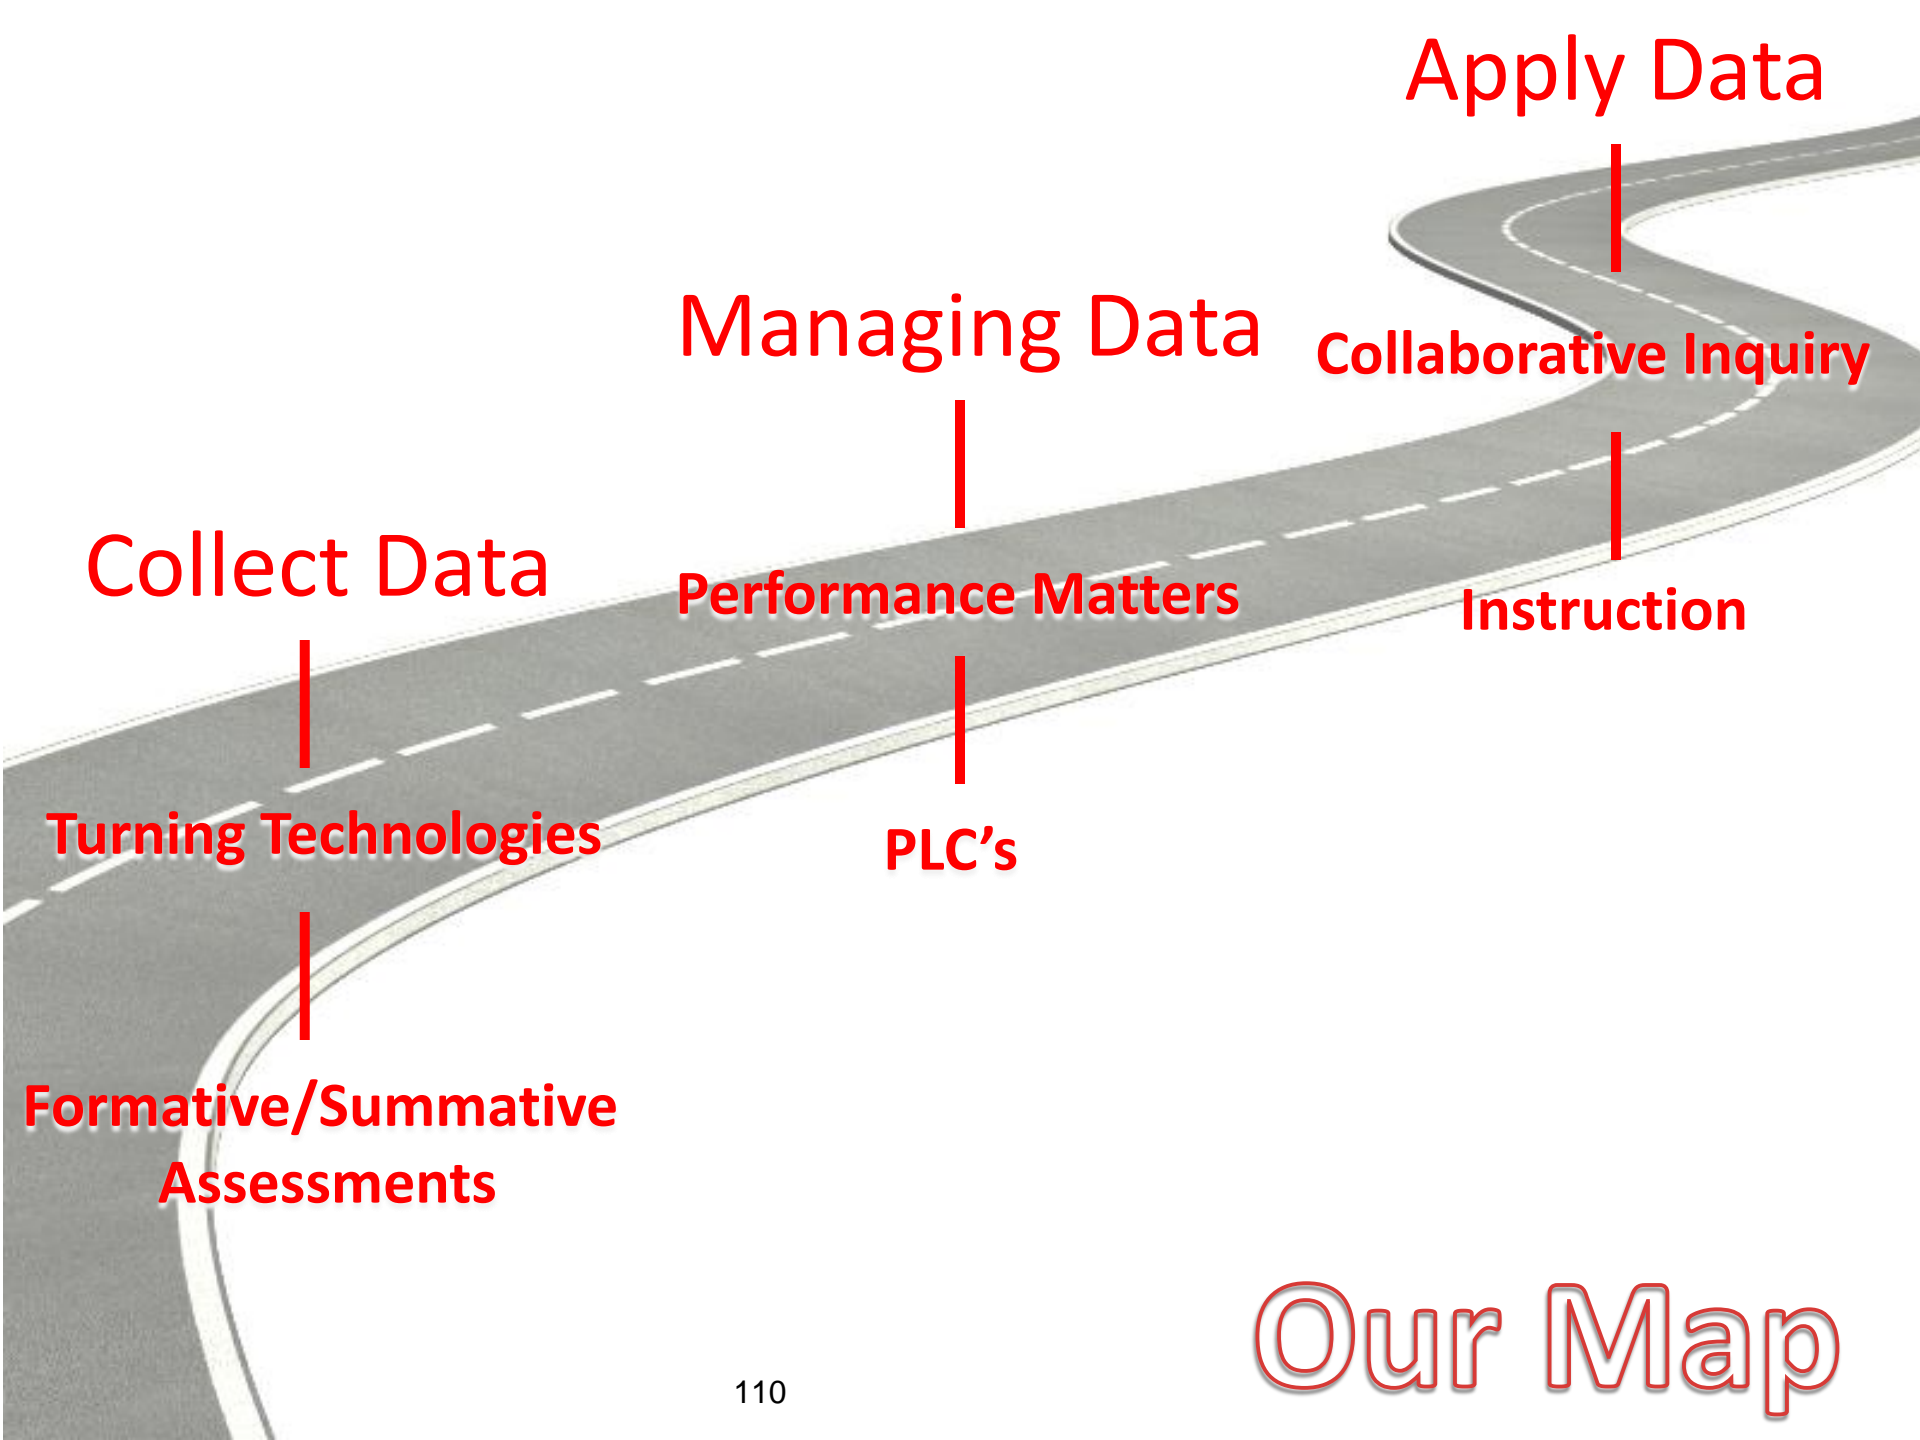 Apply Data
Managing Data
Collaborative Inquiry
Collect Data
Performance Matters
Instruction
Turning Technologies
PLC’s
Formative/Summative
Assessments
Our Map
110